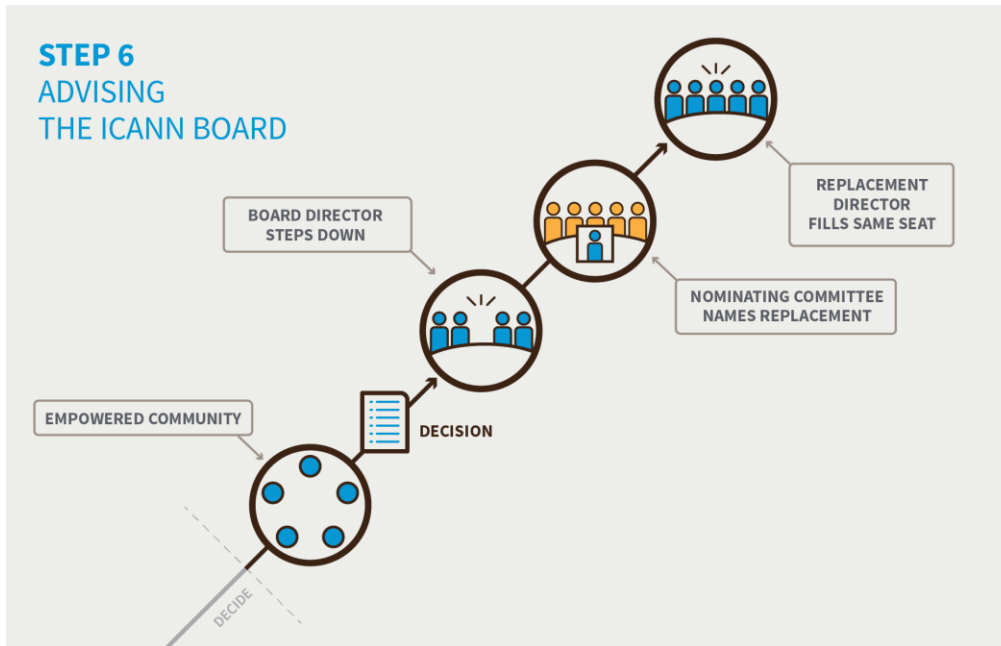 STEP 6
ADVISING
THE ICANN BOARD
REPLACEMENT
DIRECTOR
FILLS SAME SEAT
BOARD DIRECTOR
STEPS DOWN
NOMINATING COMMITTEE
NAMES REPLACEMENT
EMPOWERED COMMUNITY
DECISION
DECIDE